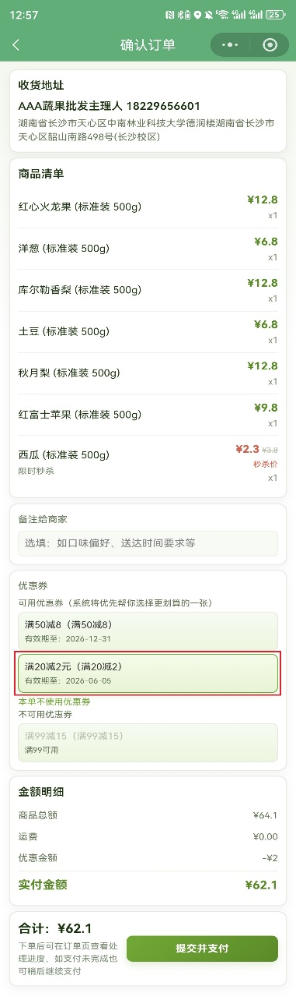 12:57
25
确认订单
收货地址
AAA蔬果批发主理人 18229656601
湖南省长沙市天心区中南林业科技大学德润楼湖南省长沙市
天心区韶山南路498号(长沙校区)
商品清单
红心火龙果 (标准装 500g)
¥12.8
x1
洋葱 (标准装 500g)
¥6.8
x1
库尔勒香梨 (标准装 500g)
¥12.8
x1
土豆 (标准装 500g)
¥6.8
x1
秋月梨 (标准装 500g)
¥12.8
x1
红富士苹果 (标准装 500g)
¥9.8
x1
西瓜 (标准装 500g)
¥2.3 ¥3.8
限时秒杀
秒杀价
x1
备注给商家
选填：如口味偏好、送达时间要求等
优惠券
可用优惠券（系统将优先帮你选择更划算的一张）
满50减8（满50减8）
有效期至：2026-12-31
满20减2元（满20减2）
有效期至：2026-06-05
本单不使用优惠券
不可用优惠券
满99减15（满99减15）
满99可用
金额明细
商品总额
¥64.1
运费
¥0.00
优惠金额
-¥2
实付金额
¥62.1
合计：¥62.1
下单后可在订单页查看处
理进度，如支付未完成也
可稍后继续支付
提交并支付